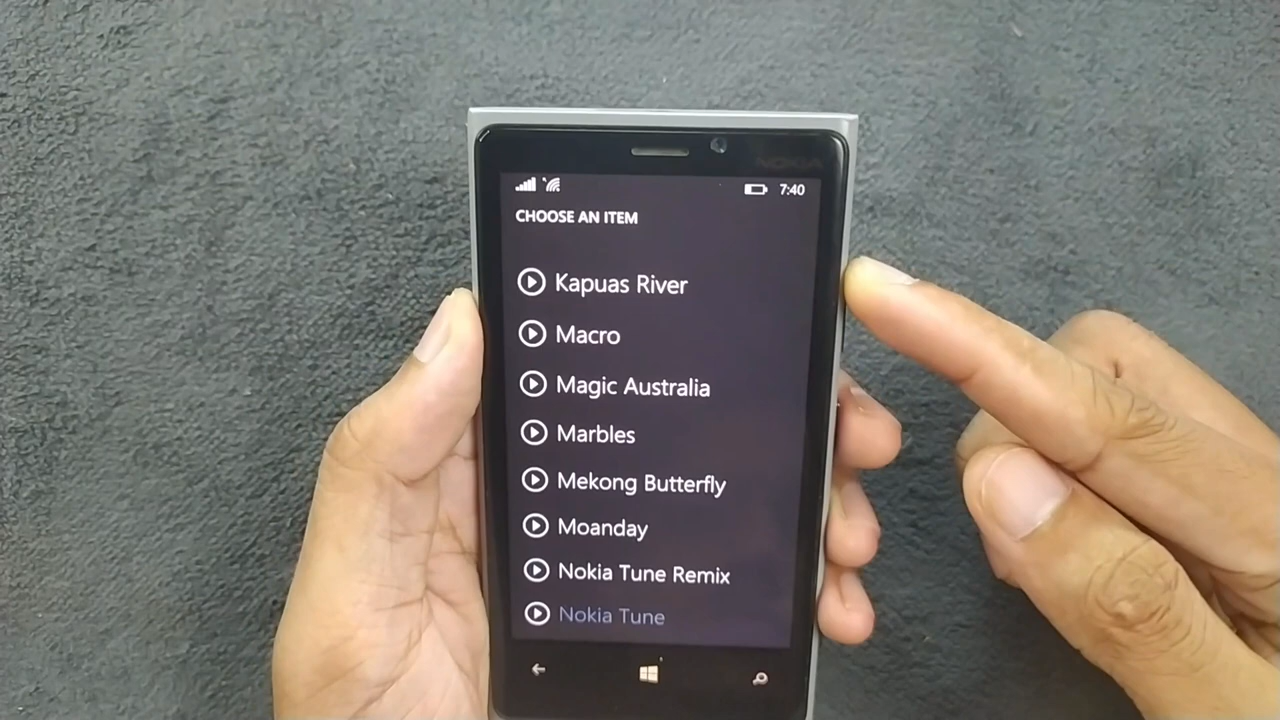 NOKIA
7:40
CHOOSE AN ITEM
Kapuas River
Macro
Magic Australia
Marbles
Mekong Butterfly
Moanday
Nokia Tune Remix
Nokia Tune